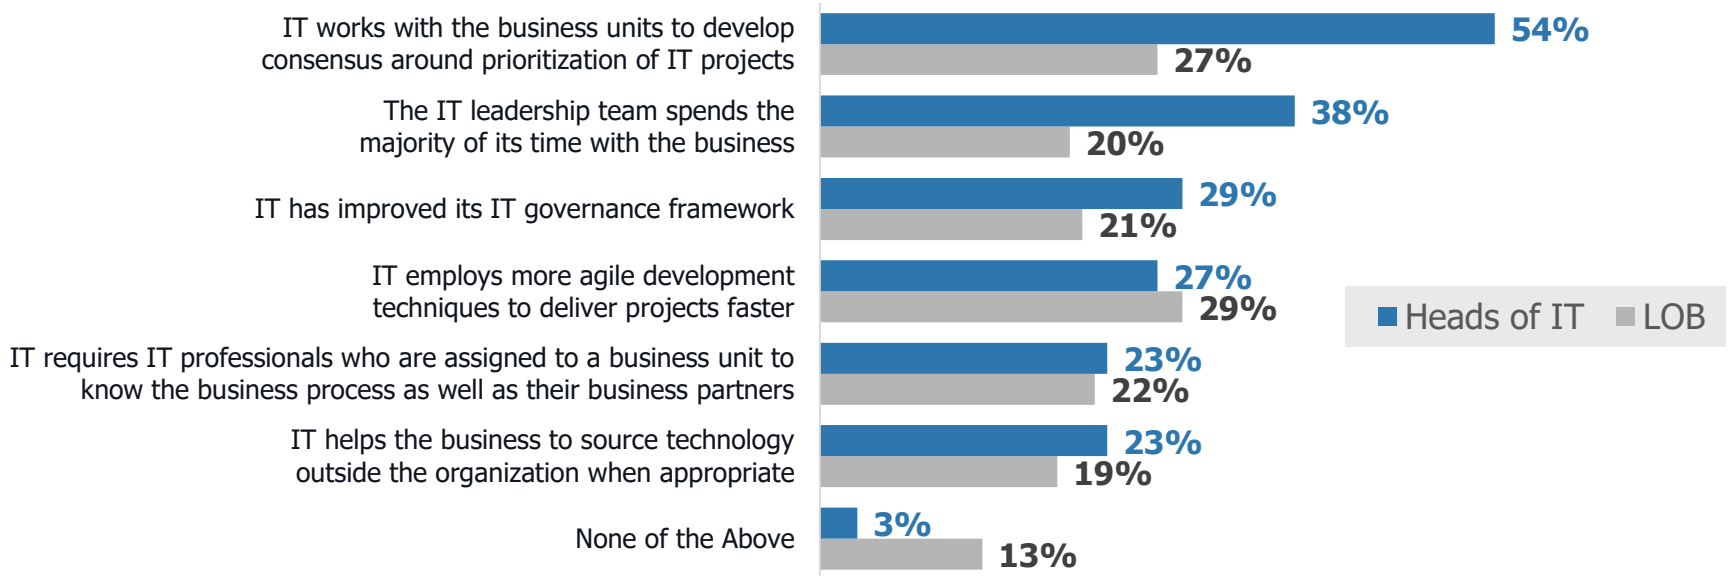 IT works with the business units to develop
consensus around prioritization of IT projects
54%
27%
The IT leadership team spends the
majority of its time with the business
38%
20%
IT has improved its IT governance framework
29%
21%
IT employs more agile development
techniques to deliver projects faster
27%
29%
Heads of IT
LOB
IT requires IT professionals who are assigned to a business unit to
know the business process as well as their business partners
23%
22%
IT helps the business to source technology
outside the organization when appropriate
23%
19%
None of the Above
3%
13%